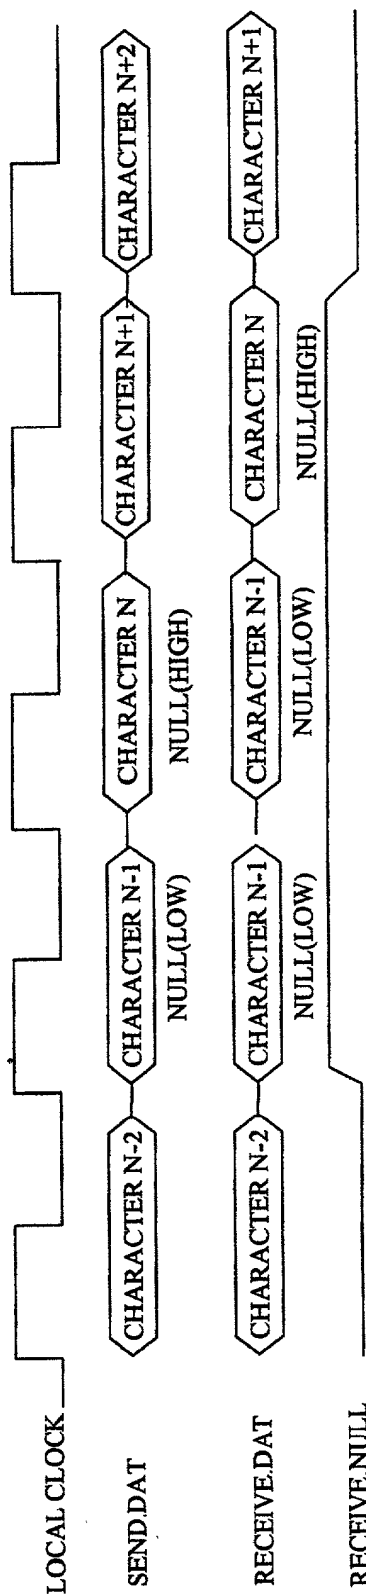 LOCAL CLOCK
SEND.DAT
CHARACTER N-2
CHARACTER N-1
CHARACTER N
CHARACTER N+1
CHARACTER N+2
NULL(LOW)
NULL(HIGH)
RECEIVE.DAT
CHARACTER N-2
CHARACTER N-1
CHARACTER N-1
CHARACTER N
CHARACTER N+1
NULL(LOW)
NULL(LOW)
NULL(HIGH)
RECEIVE.NULL